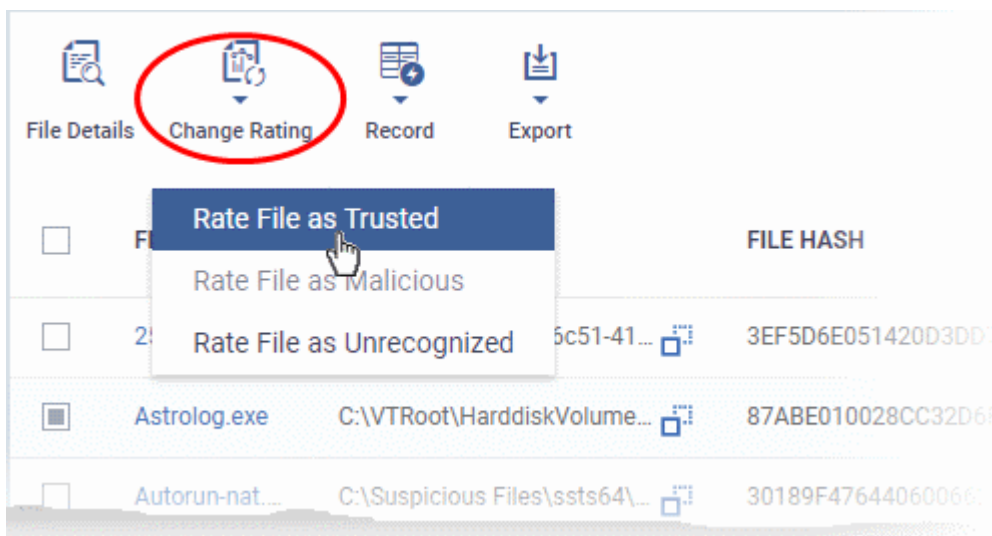 File Details Change Rating Record Export
Rate File as Trusted
FILE HASH
Rate File as Malicious
Rate File as Unrecognized
6c51-41... 3EF5D6E051420D3DD
Astrolog.exe C:\VTRoot\HarddiskVolume... 87ABE010028CC32D6
Autorun-nat.... C:\Suspicious Files\ssts64\... 30189F4764406006